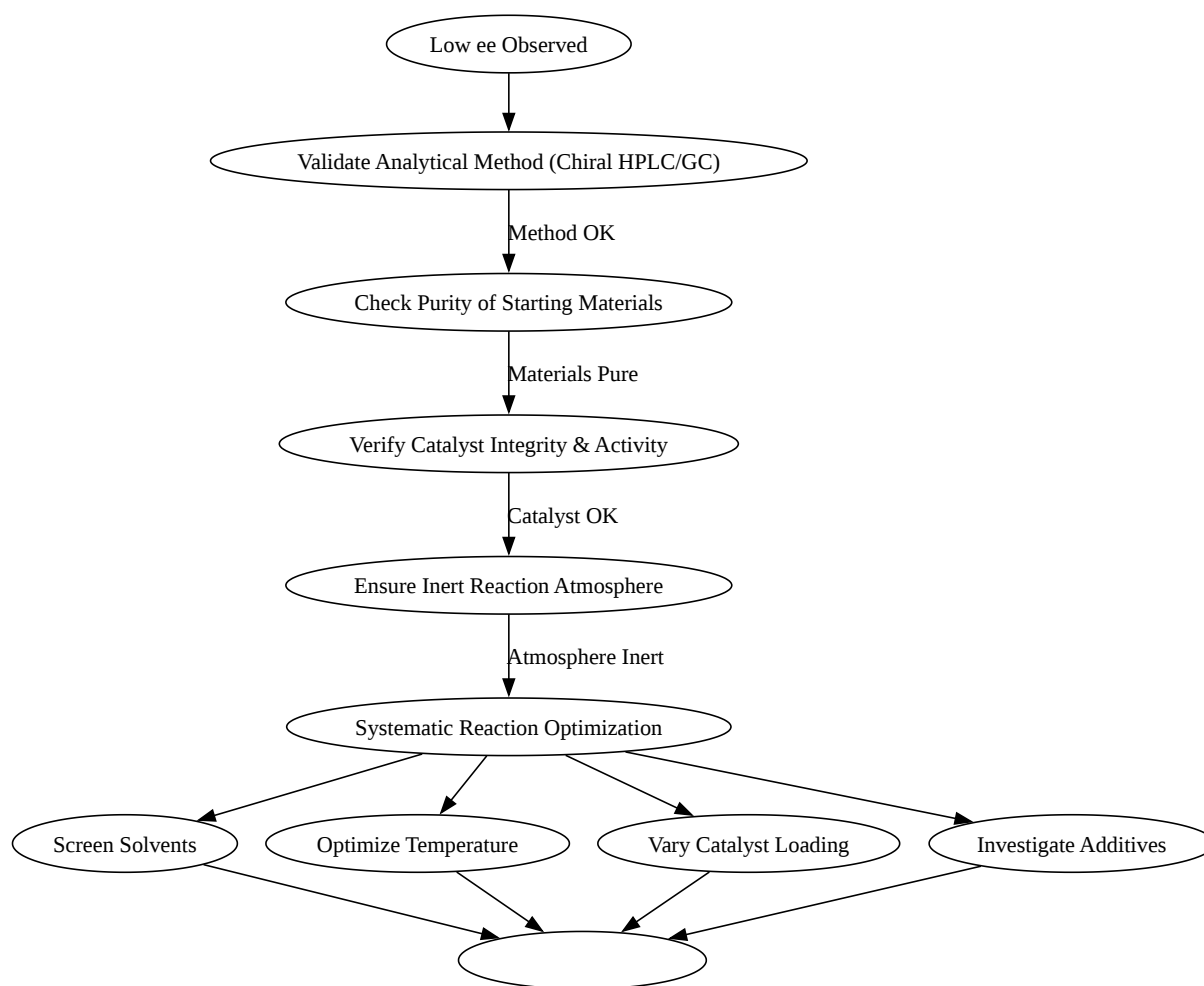 Low ee Observed
Validate Analytical Method (Chiral HPLC/GC)
Method OK
Check Purity of Starting Materials
Materials Pure
Verify Catalyst Integrity & Activity
Catalyst OK
Ensure Inert Reaction Atmosphere
Atmosphere Inert
Systematic Reaction Optimization
Screen Solvents
Optimize Temperature
Vary Catalyst Loading
Investigate Additives